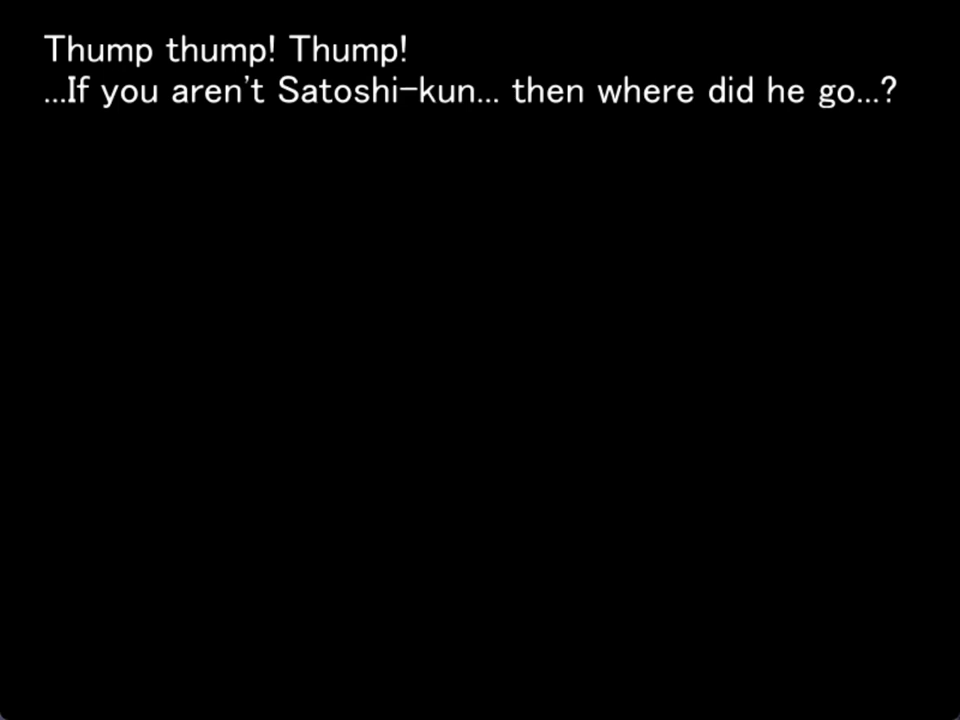 Thump thump! Thump!
...If you aren't Satoshi-kun... then where did he go...?